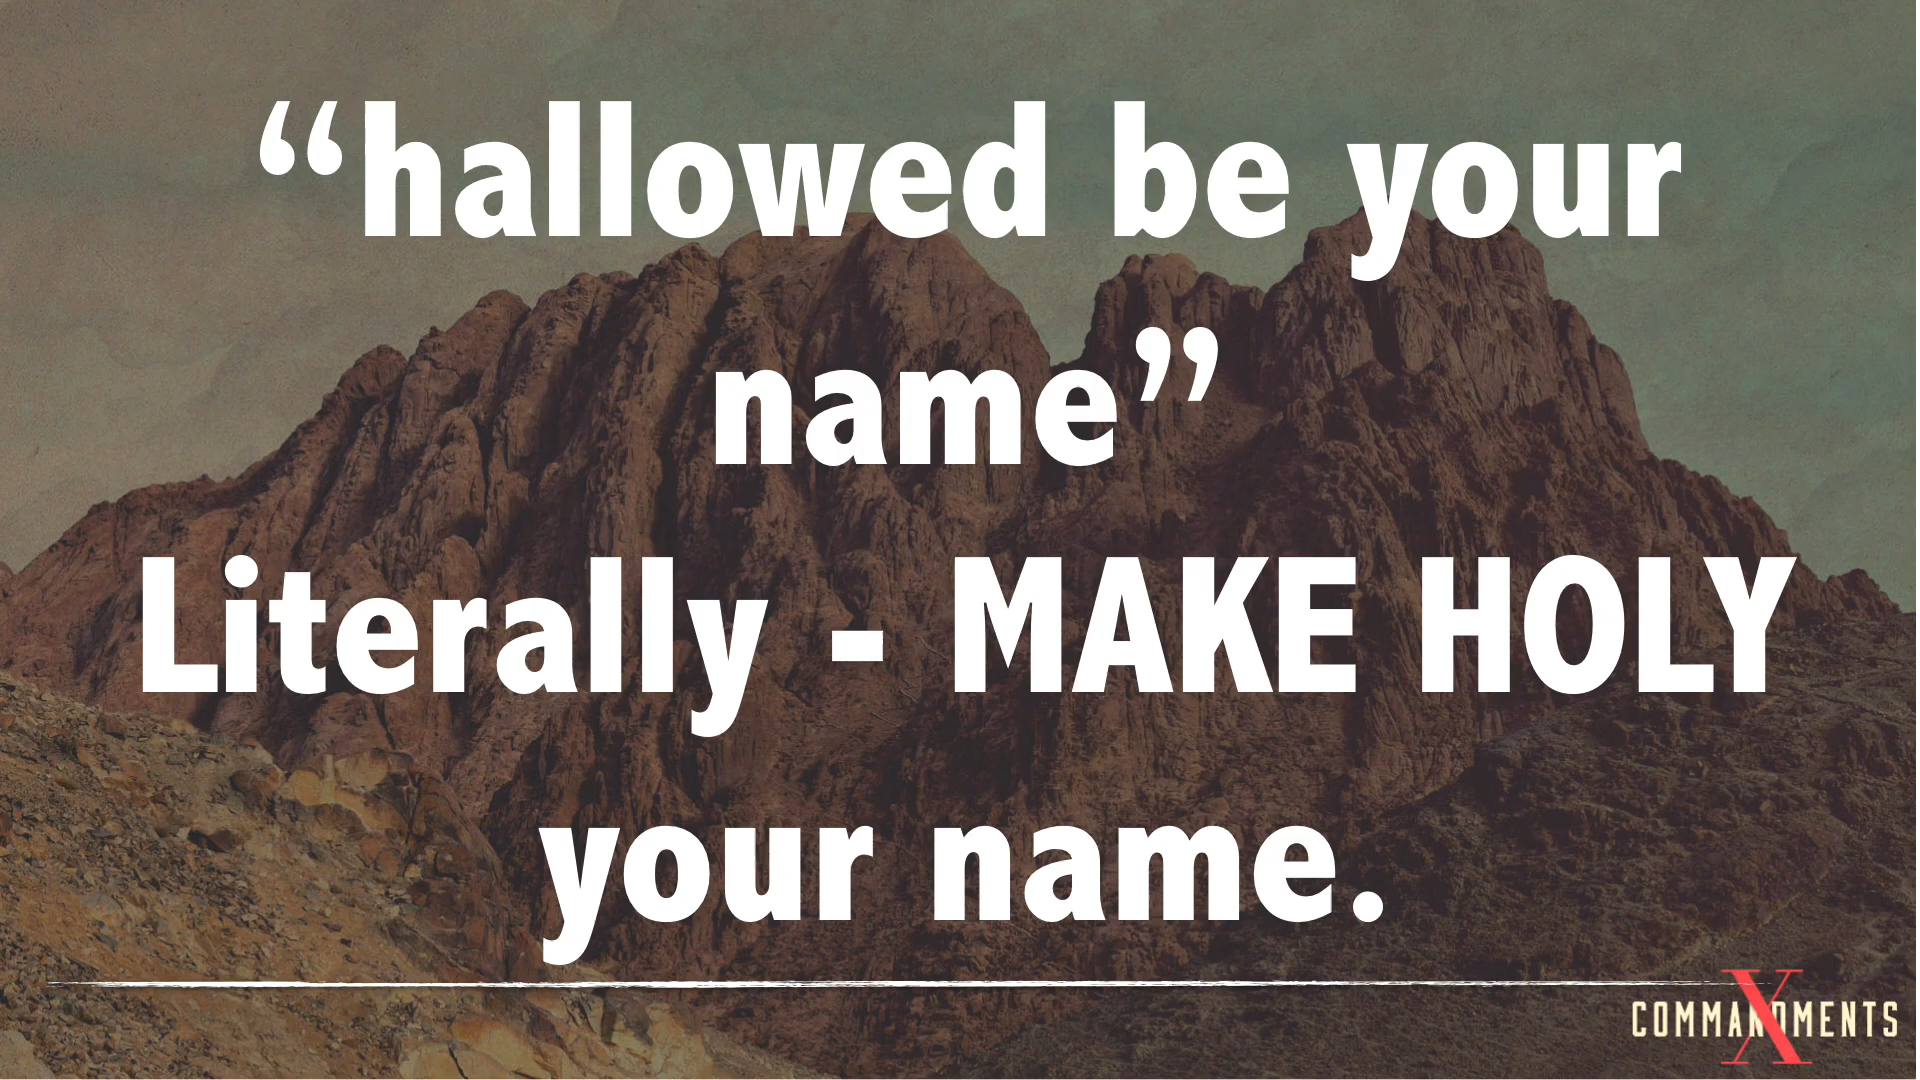 “hallowed be your
name”
Literally - MAKE HOLY
your name.
X
COMMANDMENTS